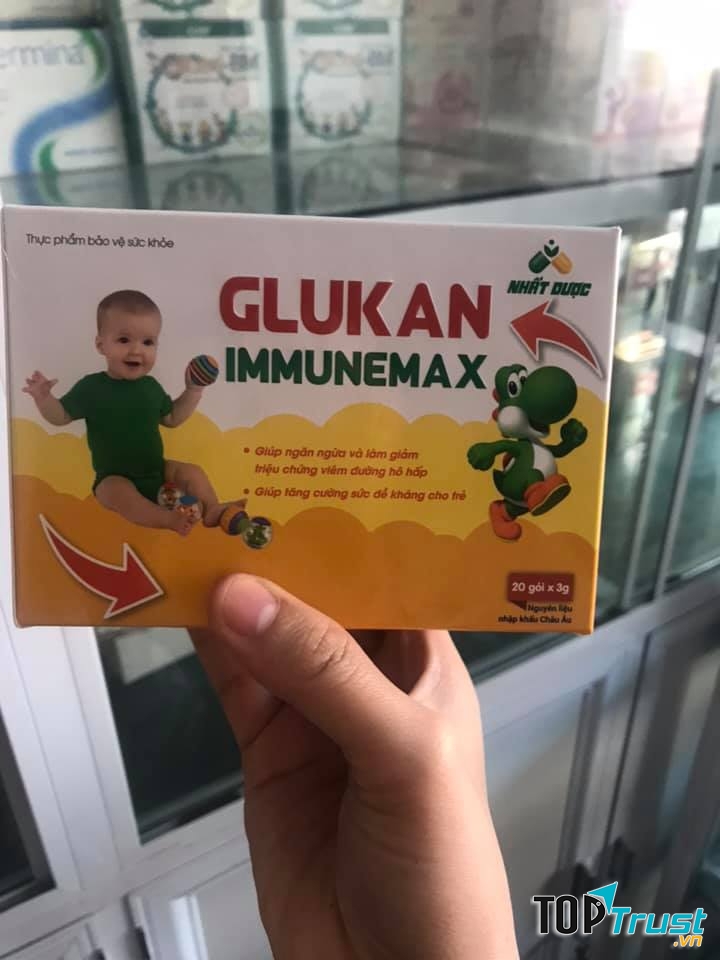 ermina
Thực phẩm bảo vệ sức khỏe
NHẤT DƯỢC
GLUKAN
IMMUNEMAX
• Giúp ngăn ngừa và làm giảm
triệu chứng viêm đường hô hấp
• Giúp tăng cường sức đề kháng cho trẻ
20 gói x 3g
Nguyên liệu
nhập khẩu Châu Âu
TOPTrust
.vn